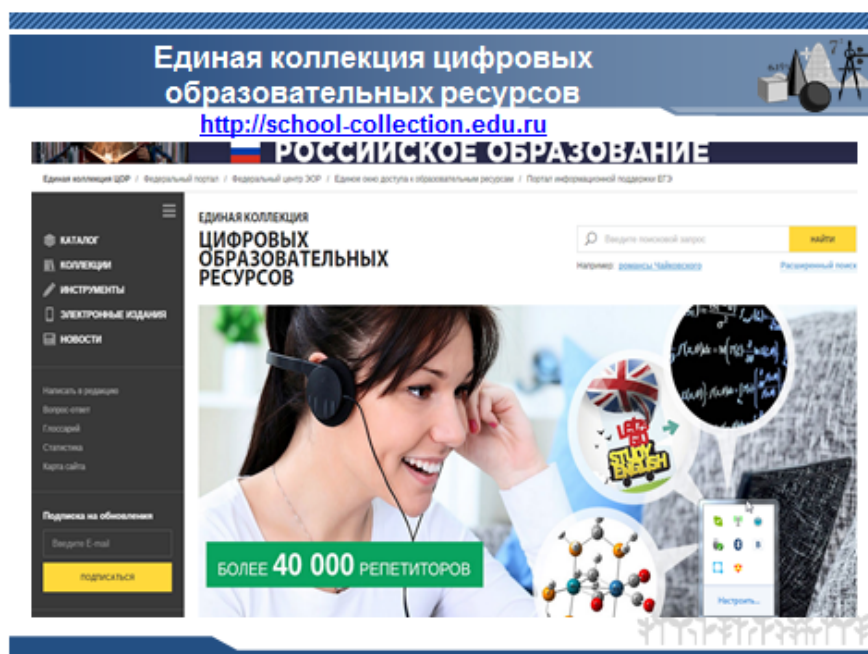 Единая коллекция цифровых
образовательных ресурсов
http://school-collection.edu.ru
РОССИЙСКОЕ ОБРАЗОВАНИЕ
Единая коллекция ЦОР / Федеральный портал / Федеральный центр ЭОР / Единое окно доступа к образовательным ресурсам / Портал информационной поддержки ЕГЭ
ЕДИНАЯ КОЛЛЕКЦИЯ
ЦИФРОВЫХ
ОБРАЗОВАТЕЛЬНЫХ
РЕСУРСОВ
Введите поисковой запрос
НАЙТИ
Например: романсы Чайковского
Расширенный поиск
КАТАЛОГ
КОЛЛЕКЦИИ
ИНСТРУМЕНТЫ
ЭЛЕКТРОННЫЕ ИЗДАНИЯ
НОВОСТИ
Написать в редакцию
Вопрос-ответ
Глоссарий
Статистика
Карта сайта
Подписка на обновления
Введите E-mail
ПОДПИСАТЬСЯ
LET'S
GO
STUDY
ENGLISH
БОЛЕЕ 40 000 РЕПЕТИТОРОВ
Настроить...